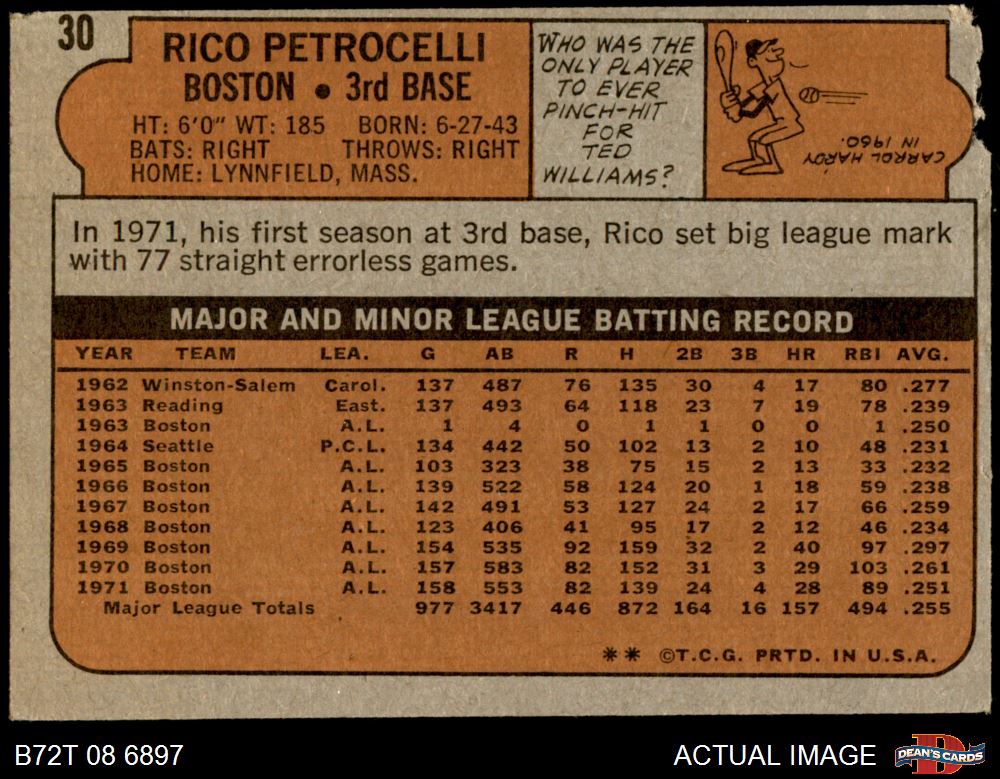 30
RICO PETROCELLI
BOSTON • 3rd BASE
HT: 6'0" WT: 185 BORN: 6-27-43
BATS: RIGHT THROWS: RIGHT
HOME: LYNNFIELD, MASS.
WHO WAS THE
ONLY PLAYER
TO EVER
PINCH-HIT
FOR
TED
WILLIAMS?
CARROL HARDY
IN 1960.
In 1971, his first season at 3rd base, Rico set big league mark
with 77 straight errorless games.
MAJOR AND MINOR LEAGUE BATTING RECORD
YEAR TEAM LEA. G AB R H 2B 3B HR RBI AVG.
1962 Winston-Salem Carol. 137 487 76 135 30 4 17 80 .277
1963 Reading East. 137 493 64 118 23 7 19 78 .239
1963 Boston A.L. 1 4 0 1 1 0 0 1 .250
1964 Seattle P.C.L. 134 442 50 102 13 2 10 48 .231
1965 Boston A.L. 103 323 38 75 15 2 13 33 .232
1966 Boston A.L. 139 522 58 124 20 1 18 59 .238
1967 Boston A.L. 142 491 53 127 24 2 17 66 .259
1968 Boston A.L. 123 406 41 95 17 2 12 46 .234
1969 Boston A.L. 154 535 92 159 32 2 40 97 .297
1970 Boston A.L. 157 583 82 152 31 3 29 103 .261
1971 Boston A.L. 158 553 82 139 24 4 28 89 .251
Major League Totals 977 3417 446 872 164 16 157 494 .255
** ©T.C.G. PRTD. IN U.S.A.
B72T 08 6897
ACTUAL IMAGE
DEAN'S CARDS